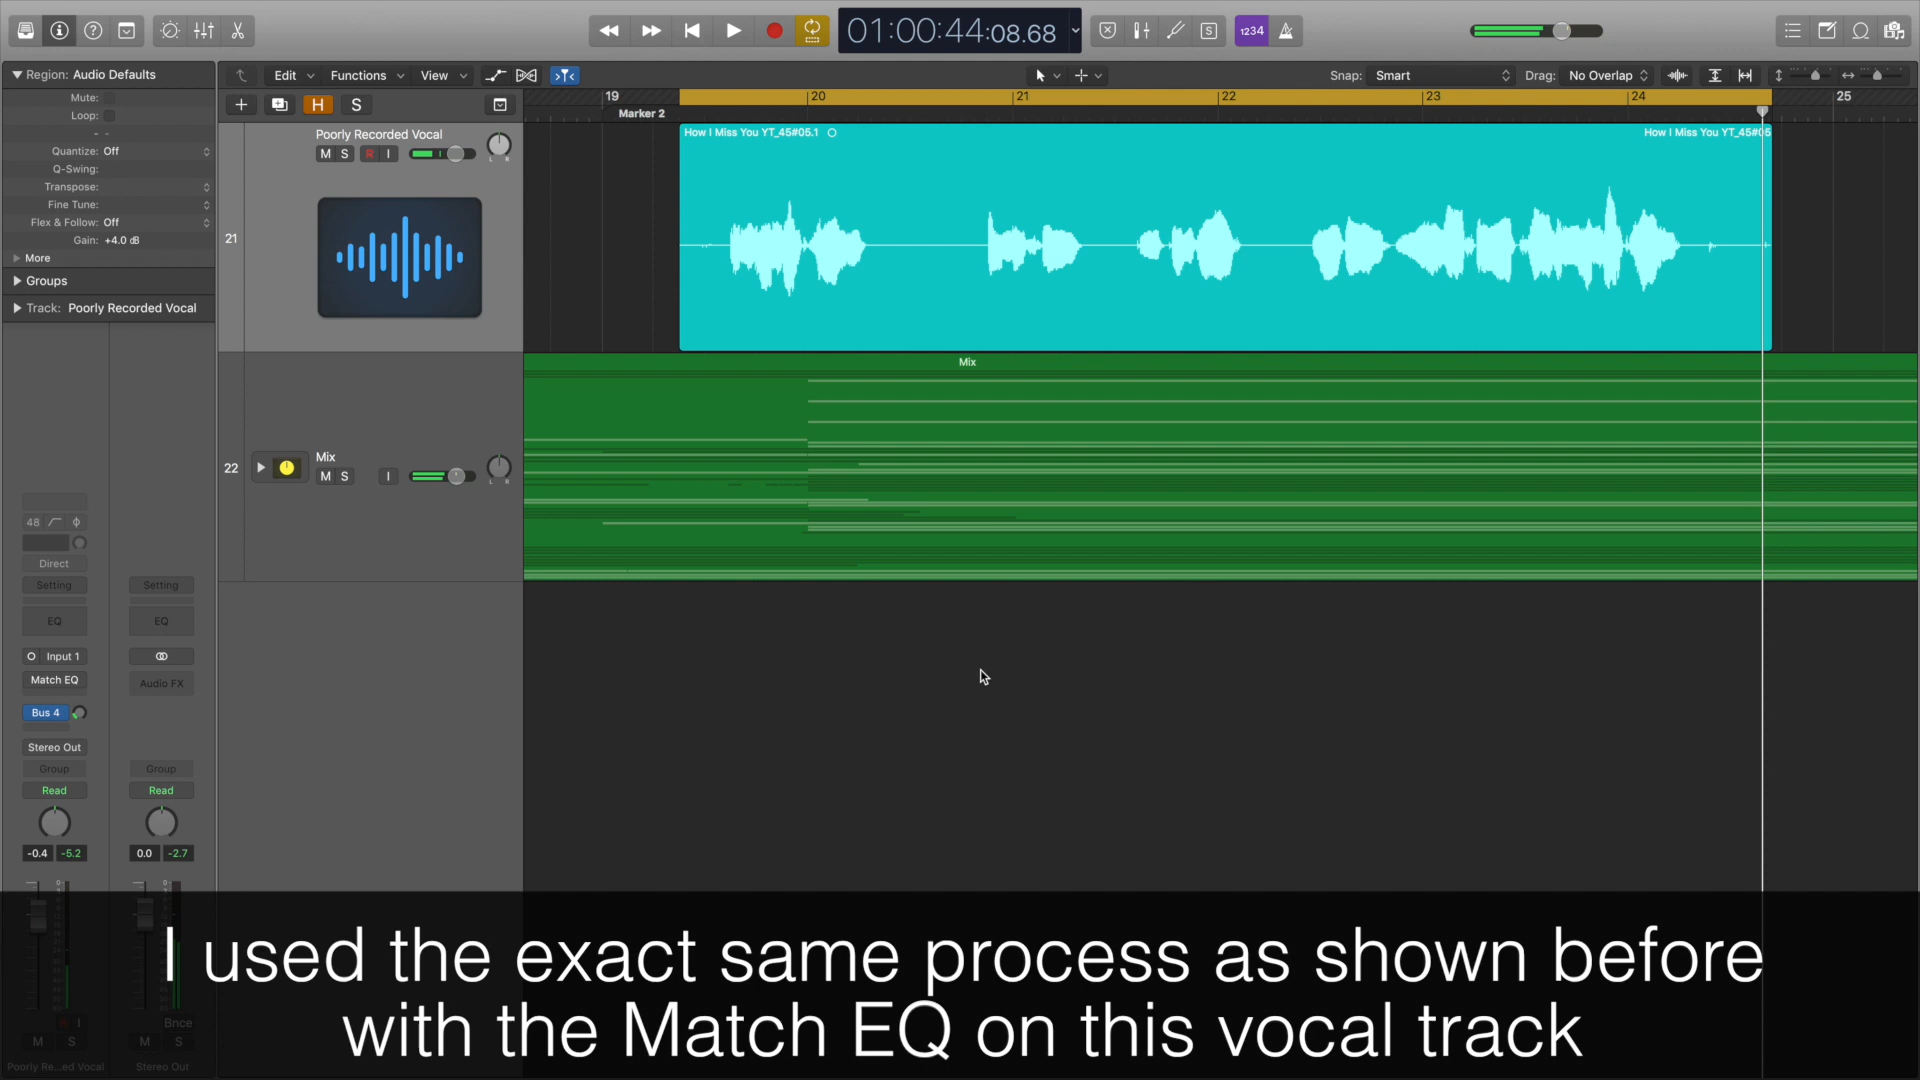 01:00:44:08.68
1234
Region: Audio Defaults
Mute:
Loop:
Quantize: Off
Q-Swing:
Transpose:
Fine Tune:
Flex & Follow: Off
Gain: +4.0 dB
More
Groups
Track: Poorly Recorded Vocal
Edit
Functions
View
Snap: Smart
Drag: No Overlap
H
S
19
20
21
22
23
24
25
Marker 2
21
Poorly Recorded Vocal
M S R I
L R
How I Miss You YT_45#05.1
How I Miss You YT_45#05
22
Mix
M S I
L R
Mix
48
Direct
Setting
Setting
EQ
EQ
Input 1
Match EQ
Audio FX
Bus 4
Stereo Out
Group
Group
Read
Read
-0.4 -5.2
0.0 -2.7
R I
Bnce
M S
M S
Poorly Re...ed Vocal
Stereo Out
I used the exact same process as shown before
with the Match EQ on this vocal track